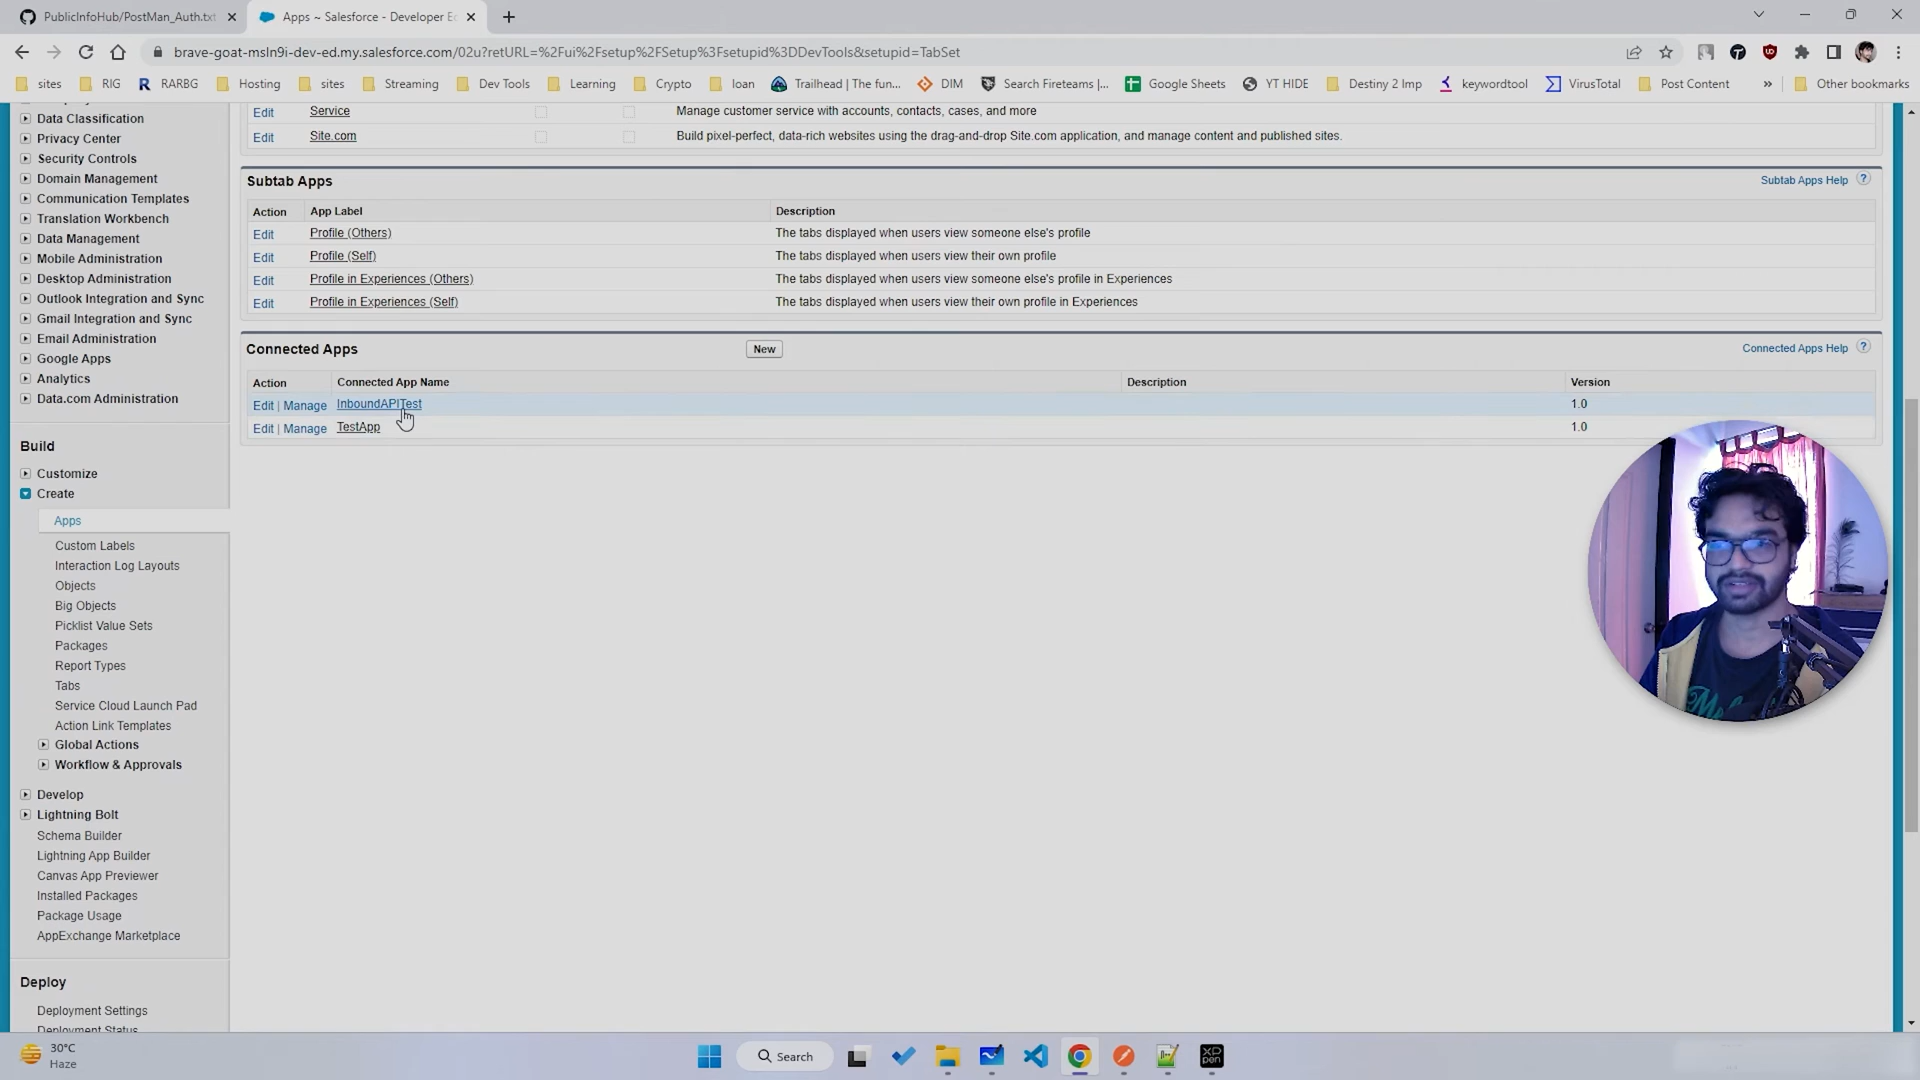 PublicInfoHub/PostMan_Auth.txt
Apps ~ Salesforce - Developer Ec
brave-goat-msln9i-dev-ed.my.salesforce.com/02u?retURL=%2Fui%2Fsetup%2FSetup%3Fsetupid%3DDevTools&setupid=TabSet
sites RIG RARBG Hosting sites Streaming Dev Tools Learning Crypto loan Trailhead | The fun... DIM Search Fireteams |... Google Sheets YT HIDE Destiny 2 Imp keywordtool VirusTotal Post Content » Other bookmarks
Data Classification
Privacy Center
Security Controls
Domain Management
Communication Templates
Translation Workbench
Data Management
Mobile Administration
Desktop Administration
Outlook Integration and Sync
Gmail Integration and Sync
Email Administration
Google Apps
Analytics
Data.com Administration
Build
Customize
Create
Apps
Custom Labels
Interaction Log Layouts
Objects
Big Objects
Picklist Value Sets
Packages
Report Types
Tabs
Service Cloud Launch Pad
Action Link Templates
Global Actions
Workflow & Approvals
Develop
Lightning Bolt
Schema Builder
Lightning App Builder
Canvas App Previewer
Installed Packages
Package Usage
AppExchange Marketplace
Deploy
Deployment Settings
Deployment Status
Edit Service Manage customer service with accounts, contacts, cases, and more
Edit Site.com Build pixel-perfect, data-rich websites using the drag-and-drop Site.com application, and manage content and published sites.
Subtab Apps Subtab Apps Help ?
Action App Label Description
Edit Profile (Others) The tabs displayed when users view someone else's profile
Edit Profile (Self) The tabs displayed when users view their own profile
Edit Profile in Experiences (Others) The tabs displayed when users view someone else's profile in Experiences
Edit Profile in Experiences (Self) The tabs displayed when users view their own profile in Experiences
Connected Apps New Connected Apps Help ?
Action Connected App Name Description Version
Edit | Manage InboundAPITest 1.0
Edit | Manage TestApp 1.0
30°C
Haze
Search
XP
pen